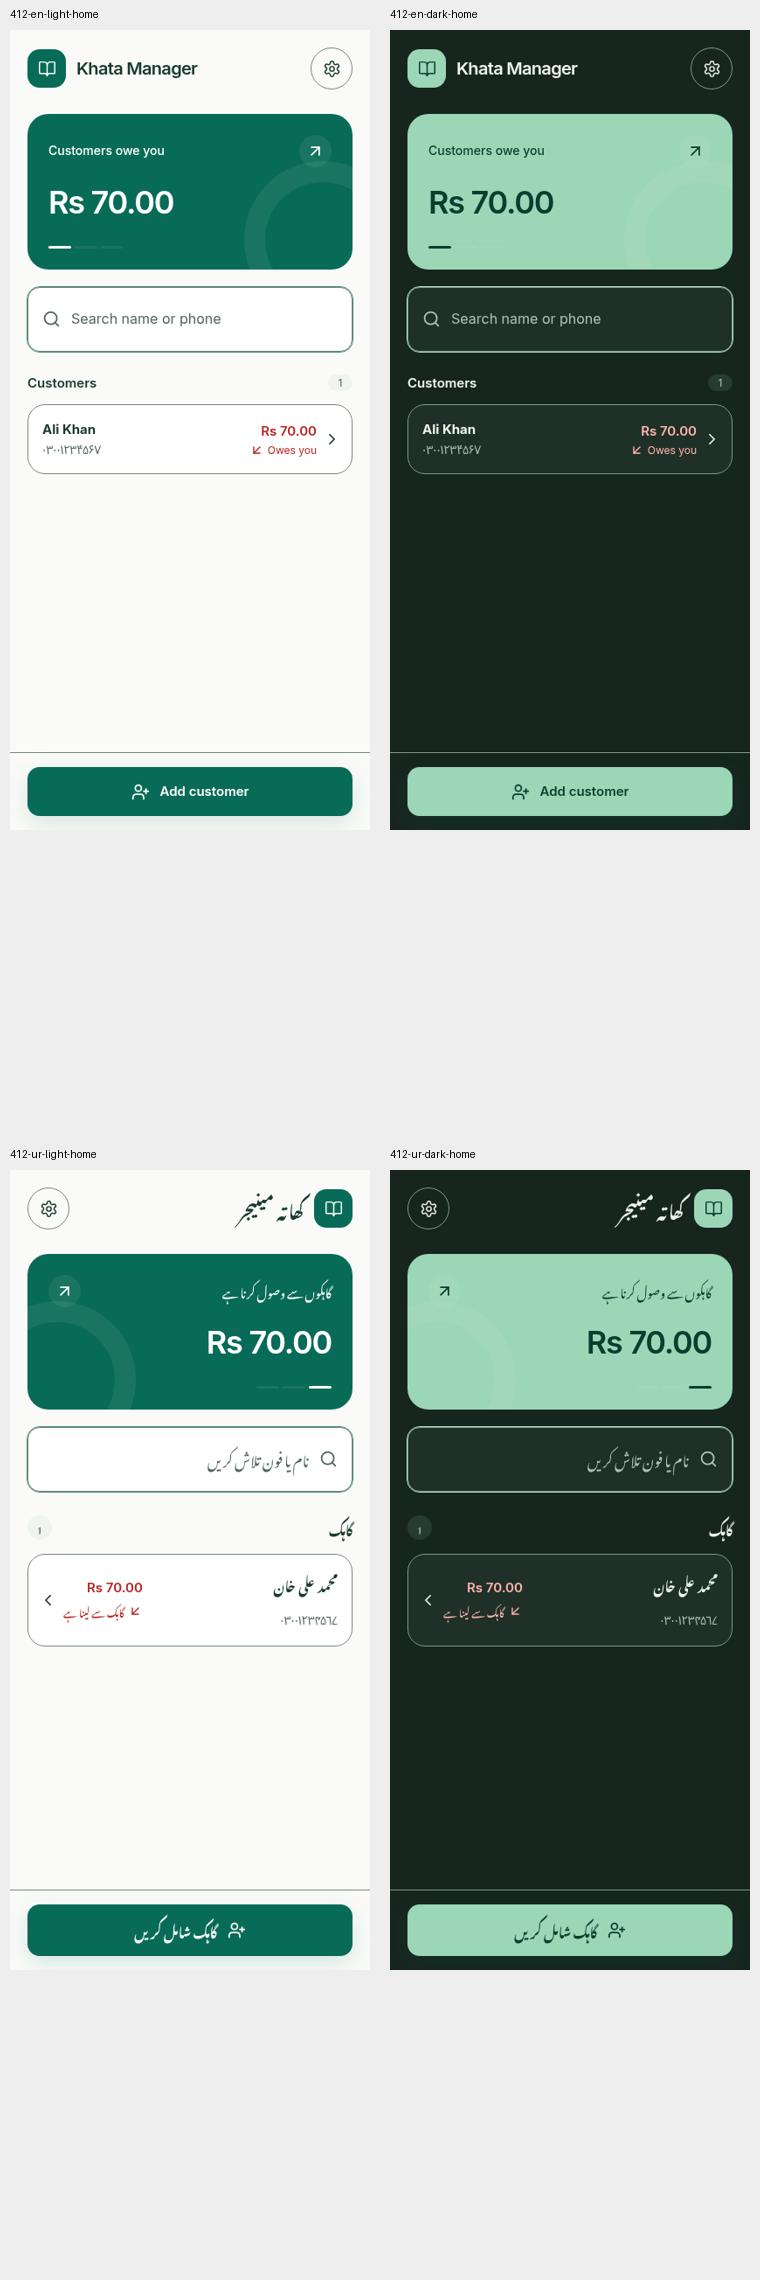 412-en-light-home
Khata Manager
Customers owe you
Rs 70.00
Search name or phone
Customers
1
Ali Khan
Rs 70.00
۰۳۰۰۱۲۳۴۵۶۷
Owes you
Add customer
412-en-dark-home
Khata Manager
Customers owe you
Rs 70.00
Search name or phone
Customers
1
Ali Khan
Rs 70.00
۰۳۰۰۱۲۳۴۵۶۷
Owes you
Add customer
412-ur-light-home
کھاتہ مینیجر
گاہکوں سے وصول کرنا ہے
Rs 70.00
نام یا فون تلاش کریں
گاہک
۱
محمد علی خان
Rs 70.00
گاہک سے لینا ہے
۰۳۰۰۱۲۳۴۵۶۷
گاہک شامل کریں
412-ur-dark-home
کھاتہ مینیجر
گاہکوں سے وصول کرنا ہے
Rs 70.00
نام یا فون تلاش کریں
گاہک
۱
محمد علی خان
Rs 70.00
گاہک سے لینا ہے
۰۳۰۰۱۲۳۴۵۶۷
گاہک شامل کریں